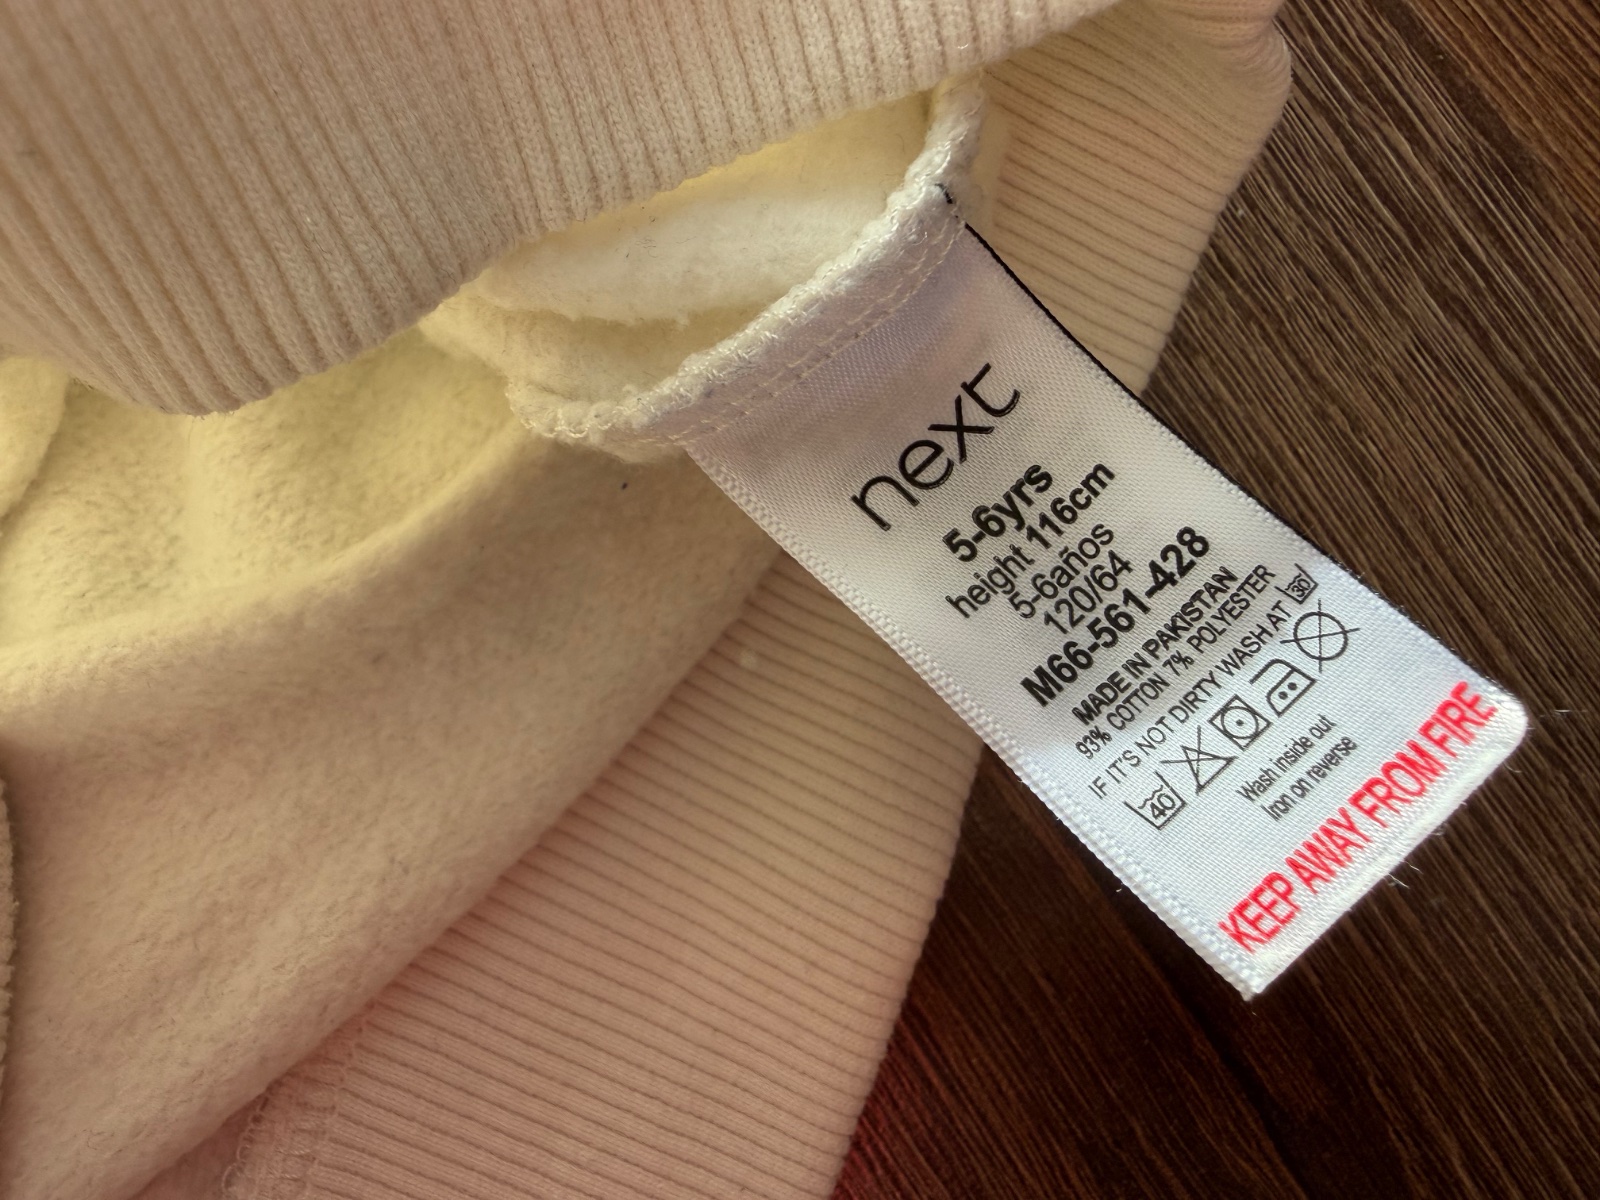 next
5-6yrs
height 116cm
5-6años
120/64
M66-561-428
MADE IN PAKISTAN
93% COTTON 7% POLYESTER
IF IT'S NOT DIRTY WASH AT 30
40
Wash inside out
Iron on reverse
KEEP AWAY FROM FIRE